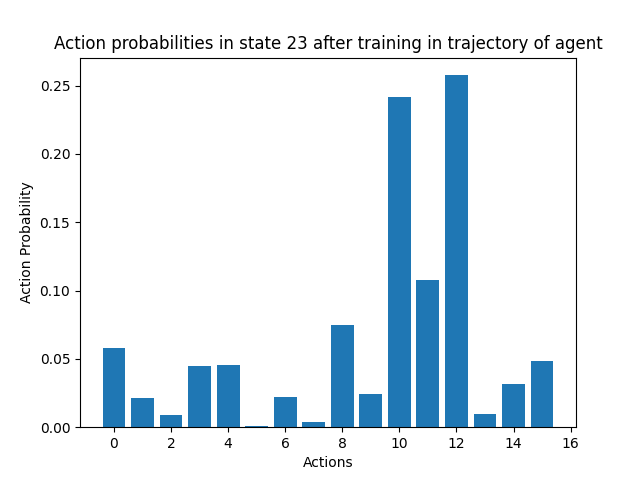 Action probabilities in state 23 after training in trajectory of agent
Action Probability
0.25
0.20
0.15
0.10
0.05
0.00
0 2 4 6 8 10 12 14 16
Actions